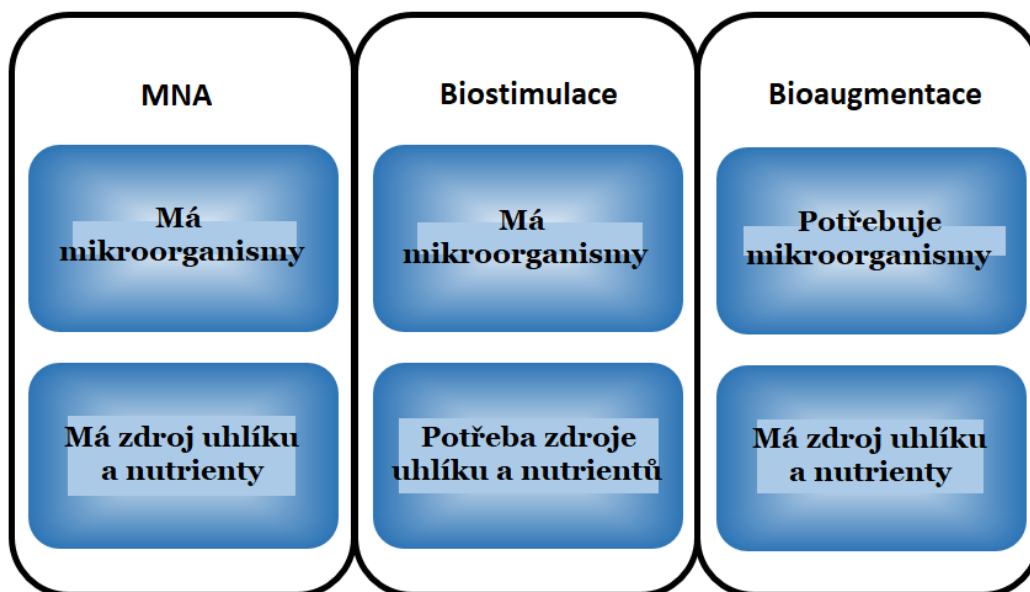 MNA
Má
mikroorganismy
Má zdroj uhlíku
a nutrienty
Biostimulace
Má
mikroorganismy
Potřeba zdroje
uhlíku a nutrientů
Bioaugmentace
Potřebuje
mikroorganismy
Má zdroj uhlíku
a nutrienty